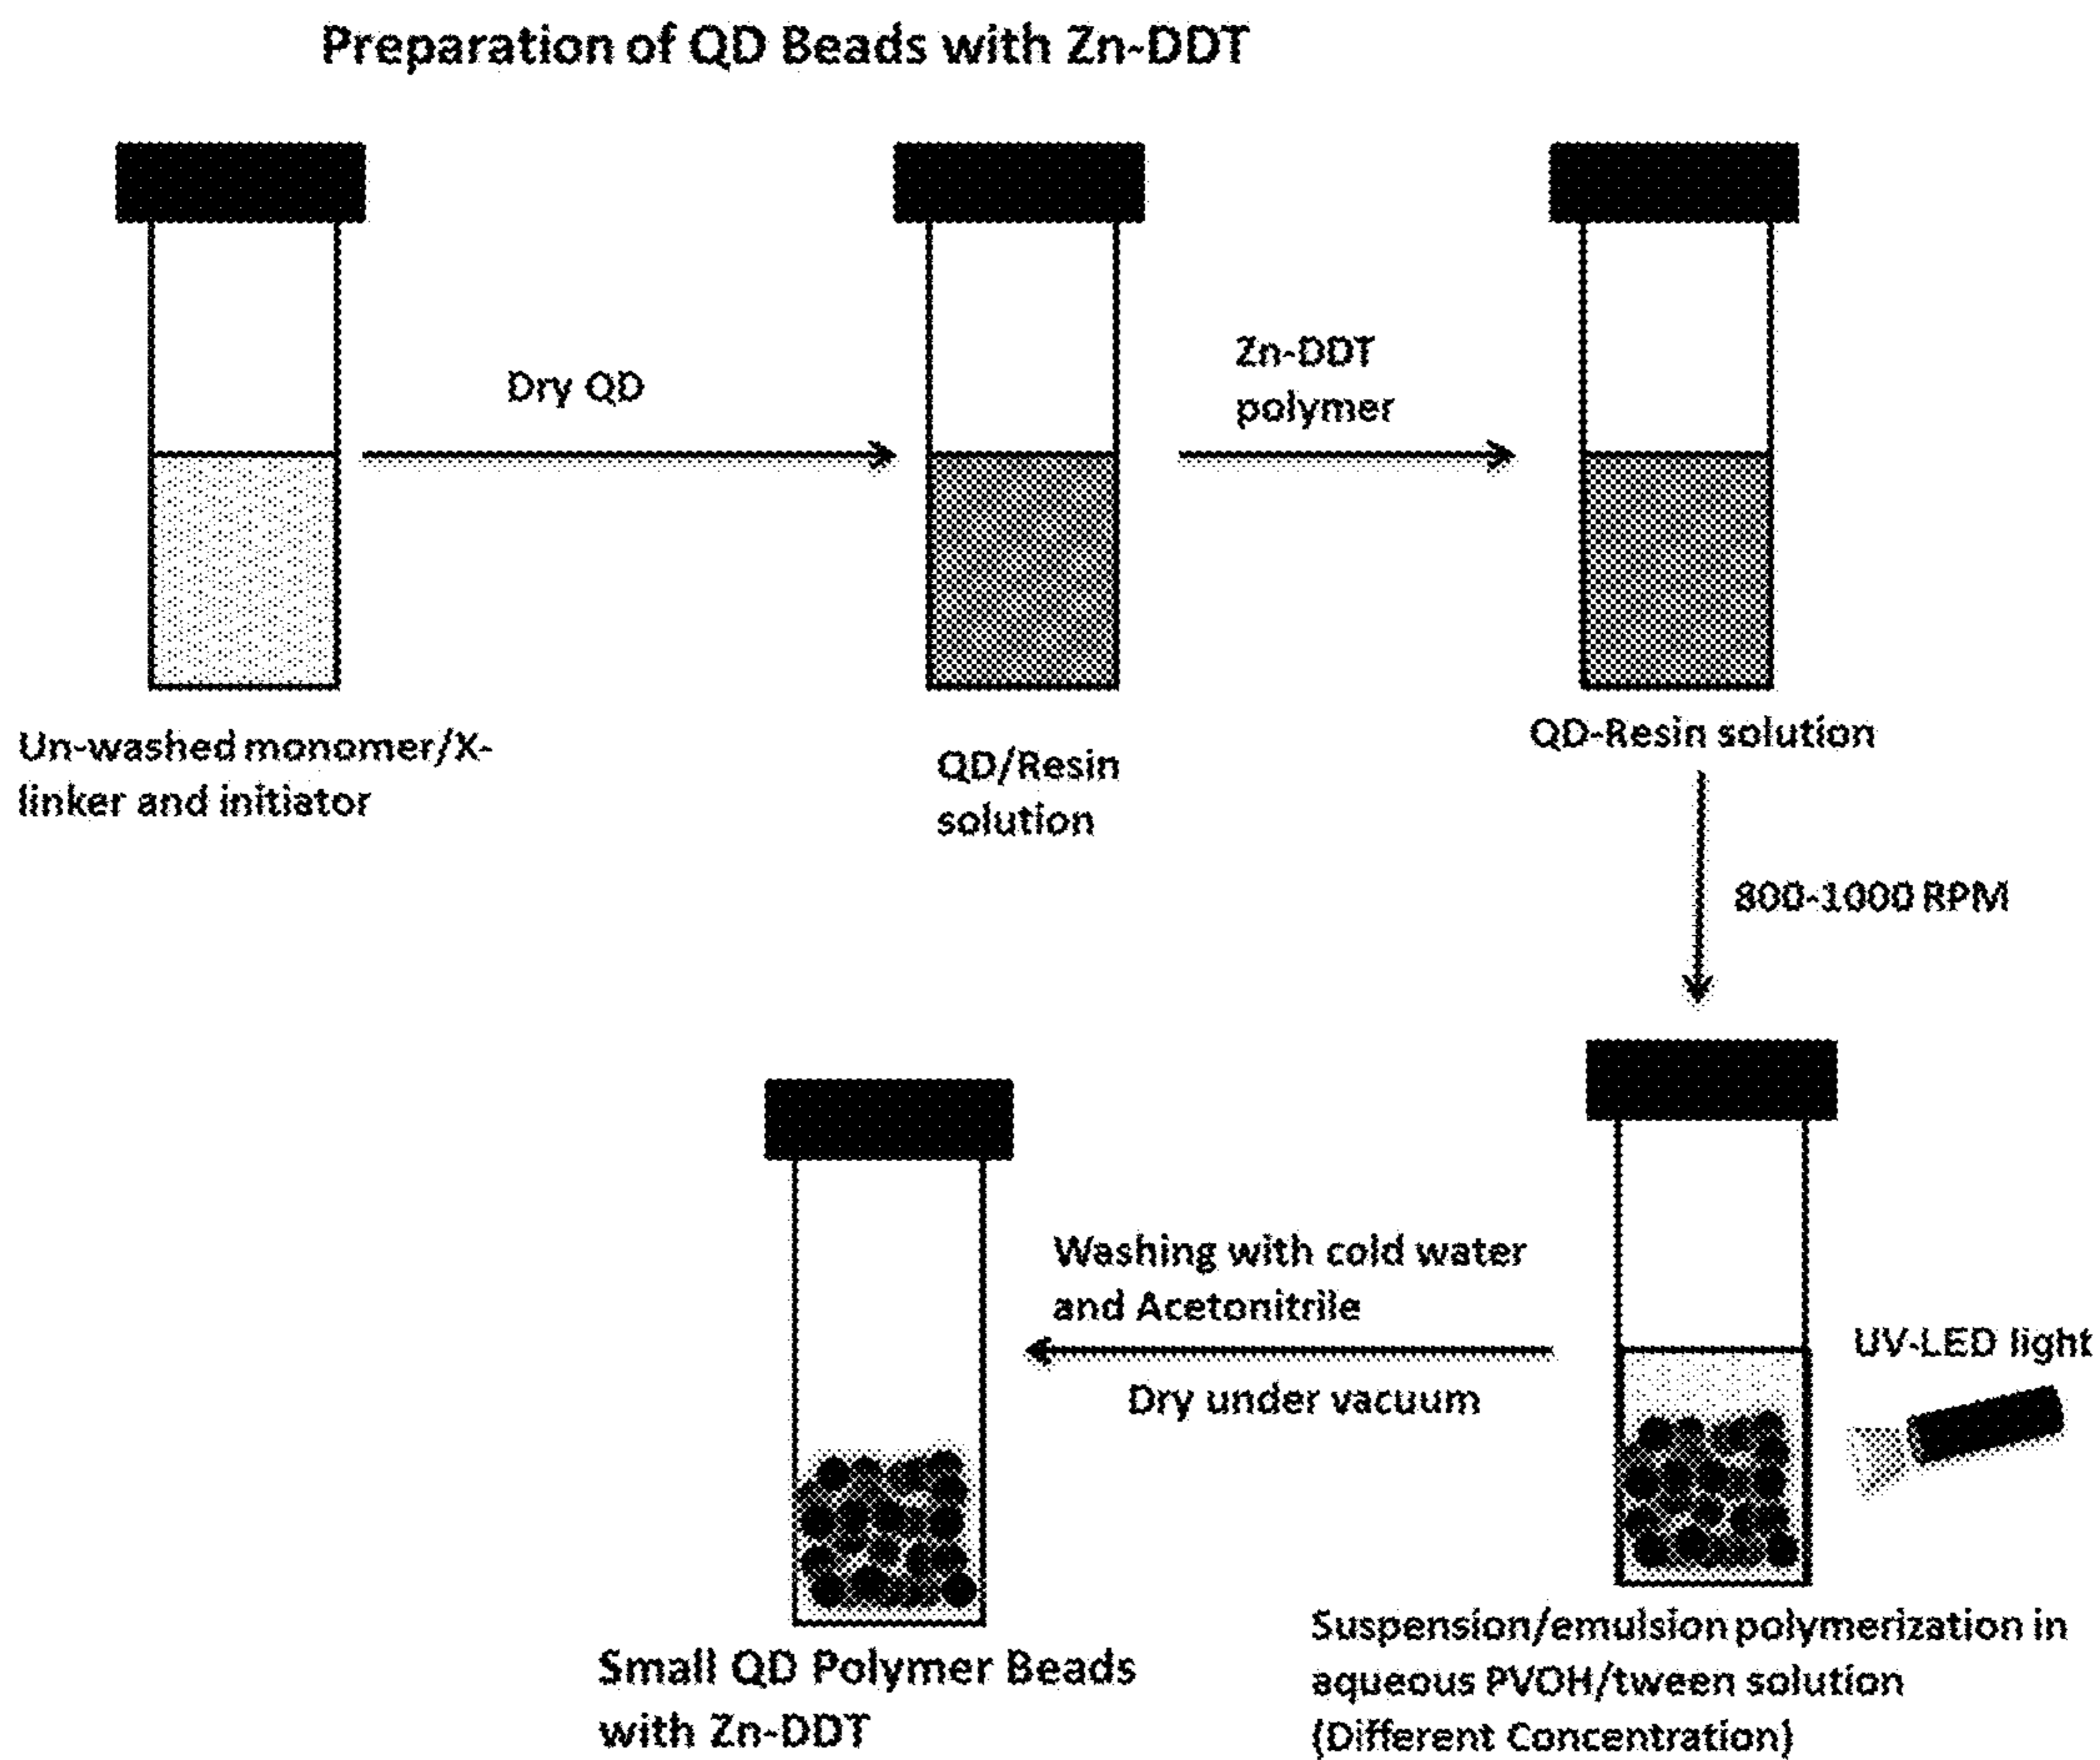 Preparation of QD Beads with Zn-DDT
Dry QD
Zn-DDT
polymer
Un-washed monomer/X-
linker and initiator
QD/Resin
solution
QD-Resin solution
800-1000 RPM
Washing with cold water
and Acetonitrile
Dry under vacuum
UV-LED light
Small QD Polymer Beads
with Zn-DDT
Suspension/emulsion polymerization in
aqueous PVOH/tween solution
(Different Concentration)